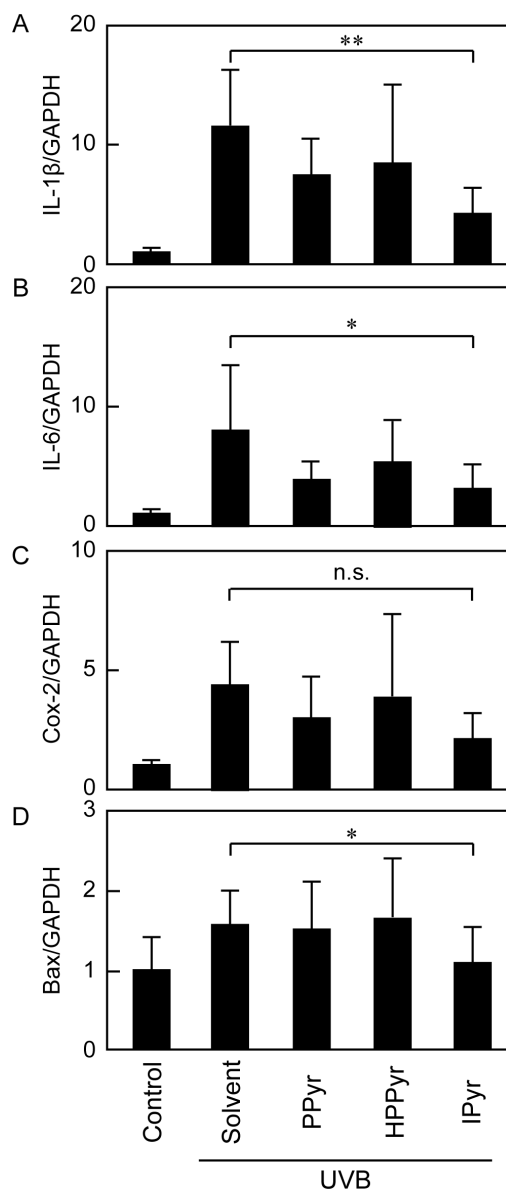 A
20
**
10
0
IL-1β/GAPDH
B
20
*
10
0
IL-6/GAPDH
C
10
n.s.
5
0
Cox-2/GAPDH
D
3
*
2
1
0
Bax/GAPDH
Control
Solvent
PPyr
HPPyr
IPyr
UVB